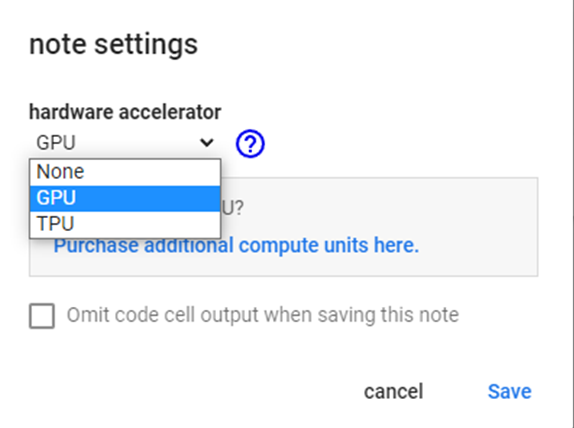 note settings
hardware accelerator
GPU
?
None
GPU
TPU
U?
Purchase additional compute units here.
Omit code cell output when saving this note
cancel
Save